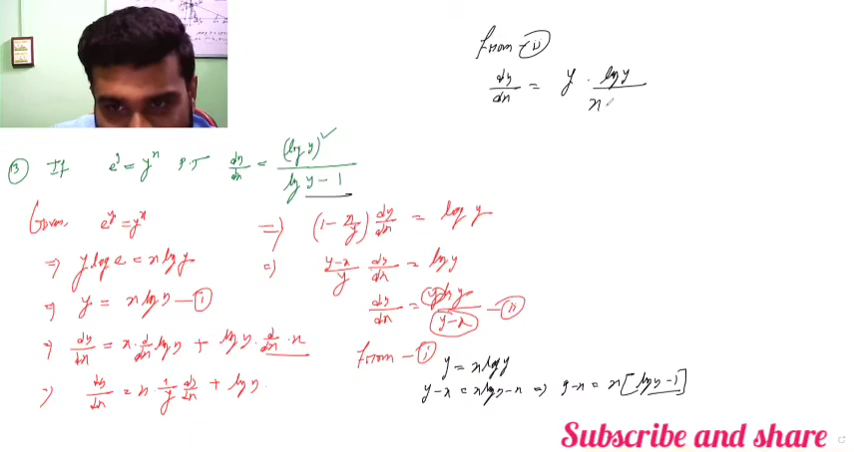 From - (ii)
dy/dx = y · log y / x
(13) If e^y = y^x P.T dy/dx = (log y)^2 / log y - 1
Given, e^y = y^x
⇒ y log e = x log y
⇒ y = x log y - (i)
⇒ dy/dx = x · d/dx log y + log y · d/dx · x
⇒ dy/dx = x · 1/y dy/dx + log y
⇒ (1 - x/y) dy/dx = log y
⇒ y-x/y dy/dx = log y
dy/dx = y log y / y-x - (ii)
From - (i)
y = x log y
y-x = x log y - x ⇒ y-x = x [log y - 1]
Subscribe and share